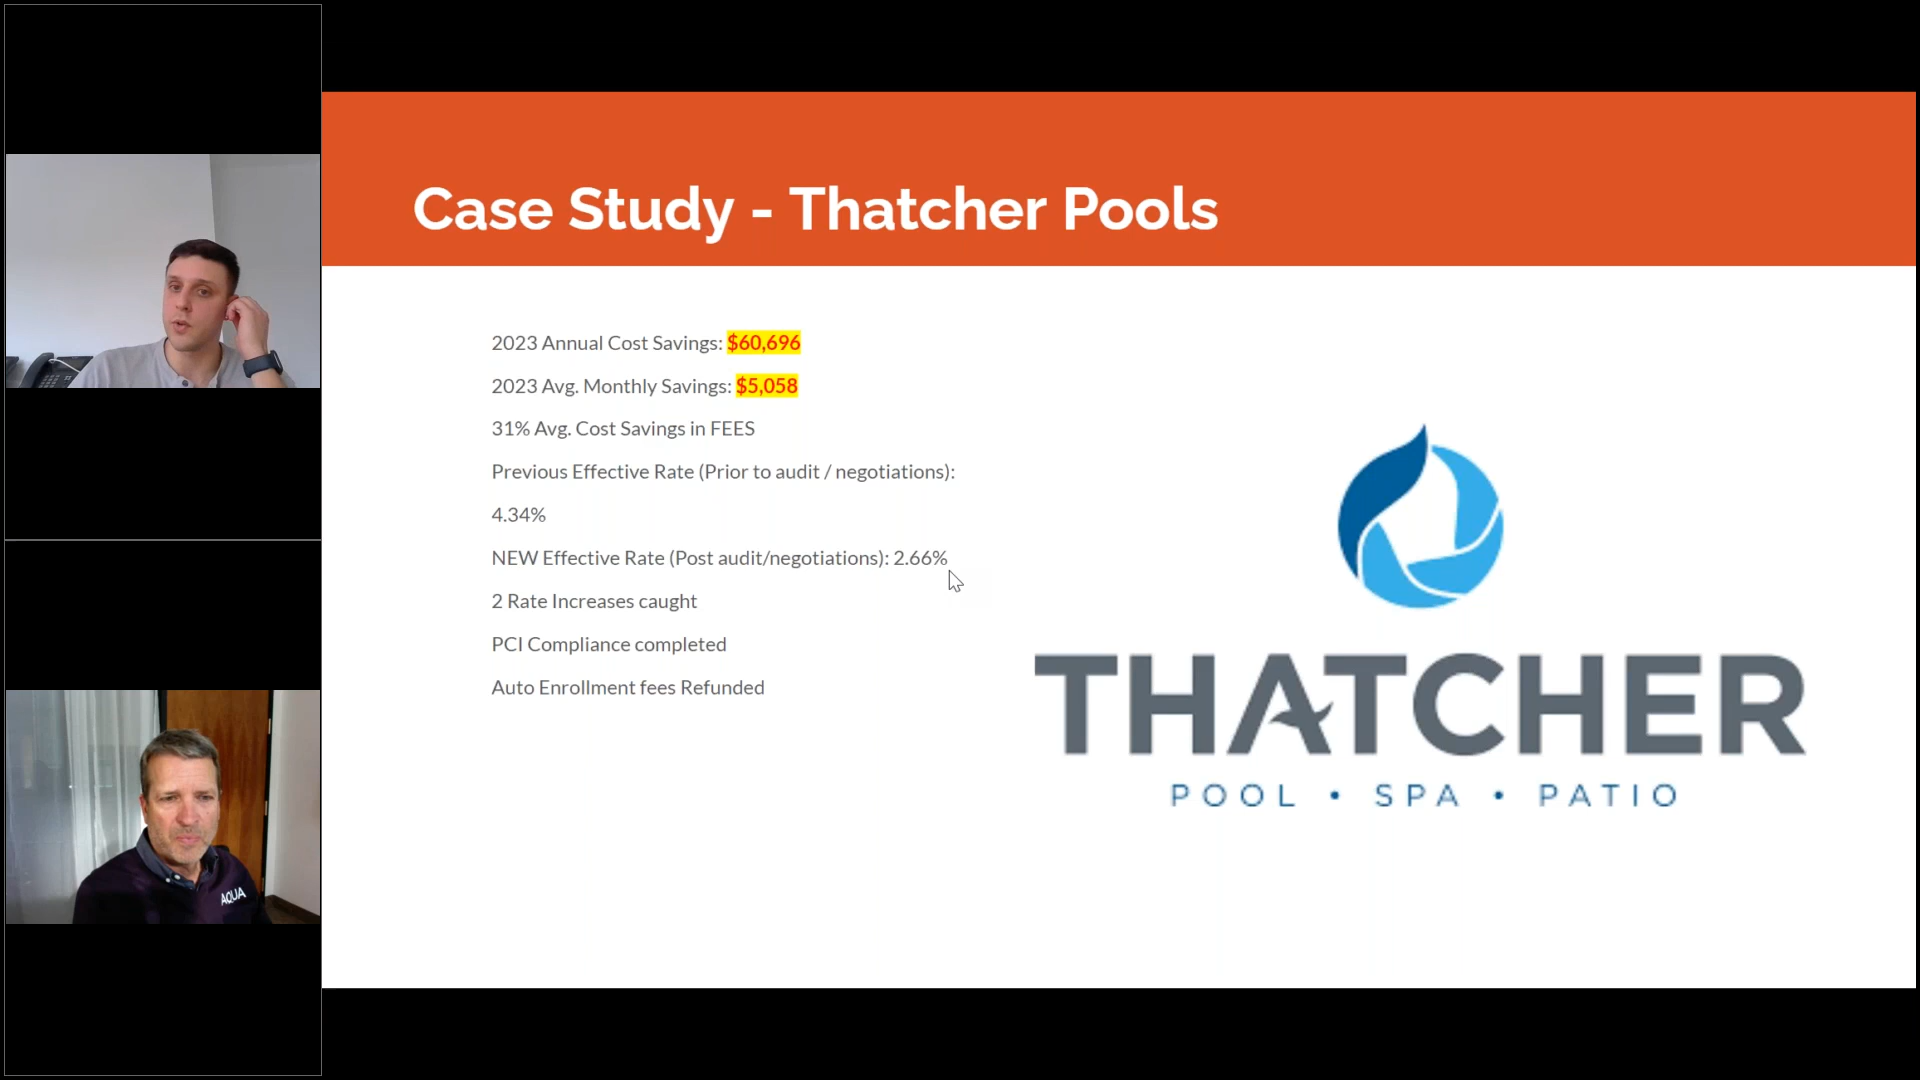 Case Study - Thatcher Pools
2023 Annual Cost Savings: $60,696
2023 Avg. Monthly Savings: $5,058
31% Avg. Cost Savings in FEES
Previous Effective Rate (Prior to audit / negotiations):
4.34%
NEW Effective Rate (Post audit/negotiations): 2.66%
2 Rate Increases caught
PCI Compliance completed
Auto Enrollment fees Refunded
THATCHER
POOL • SPA • PATIO
AQUA